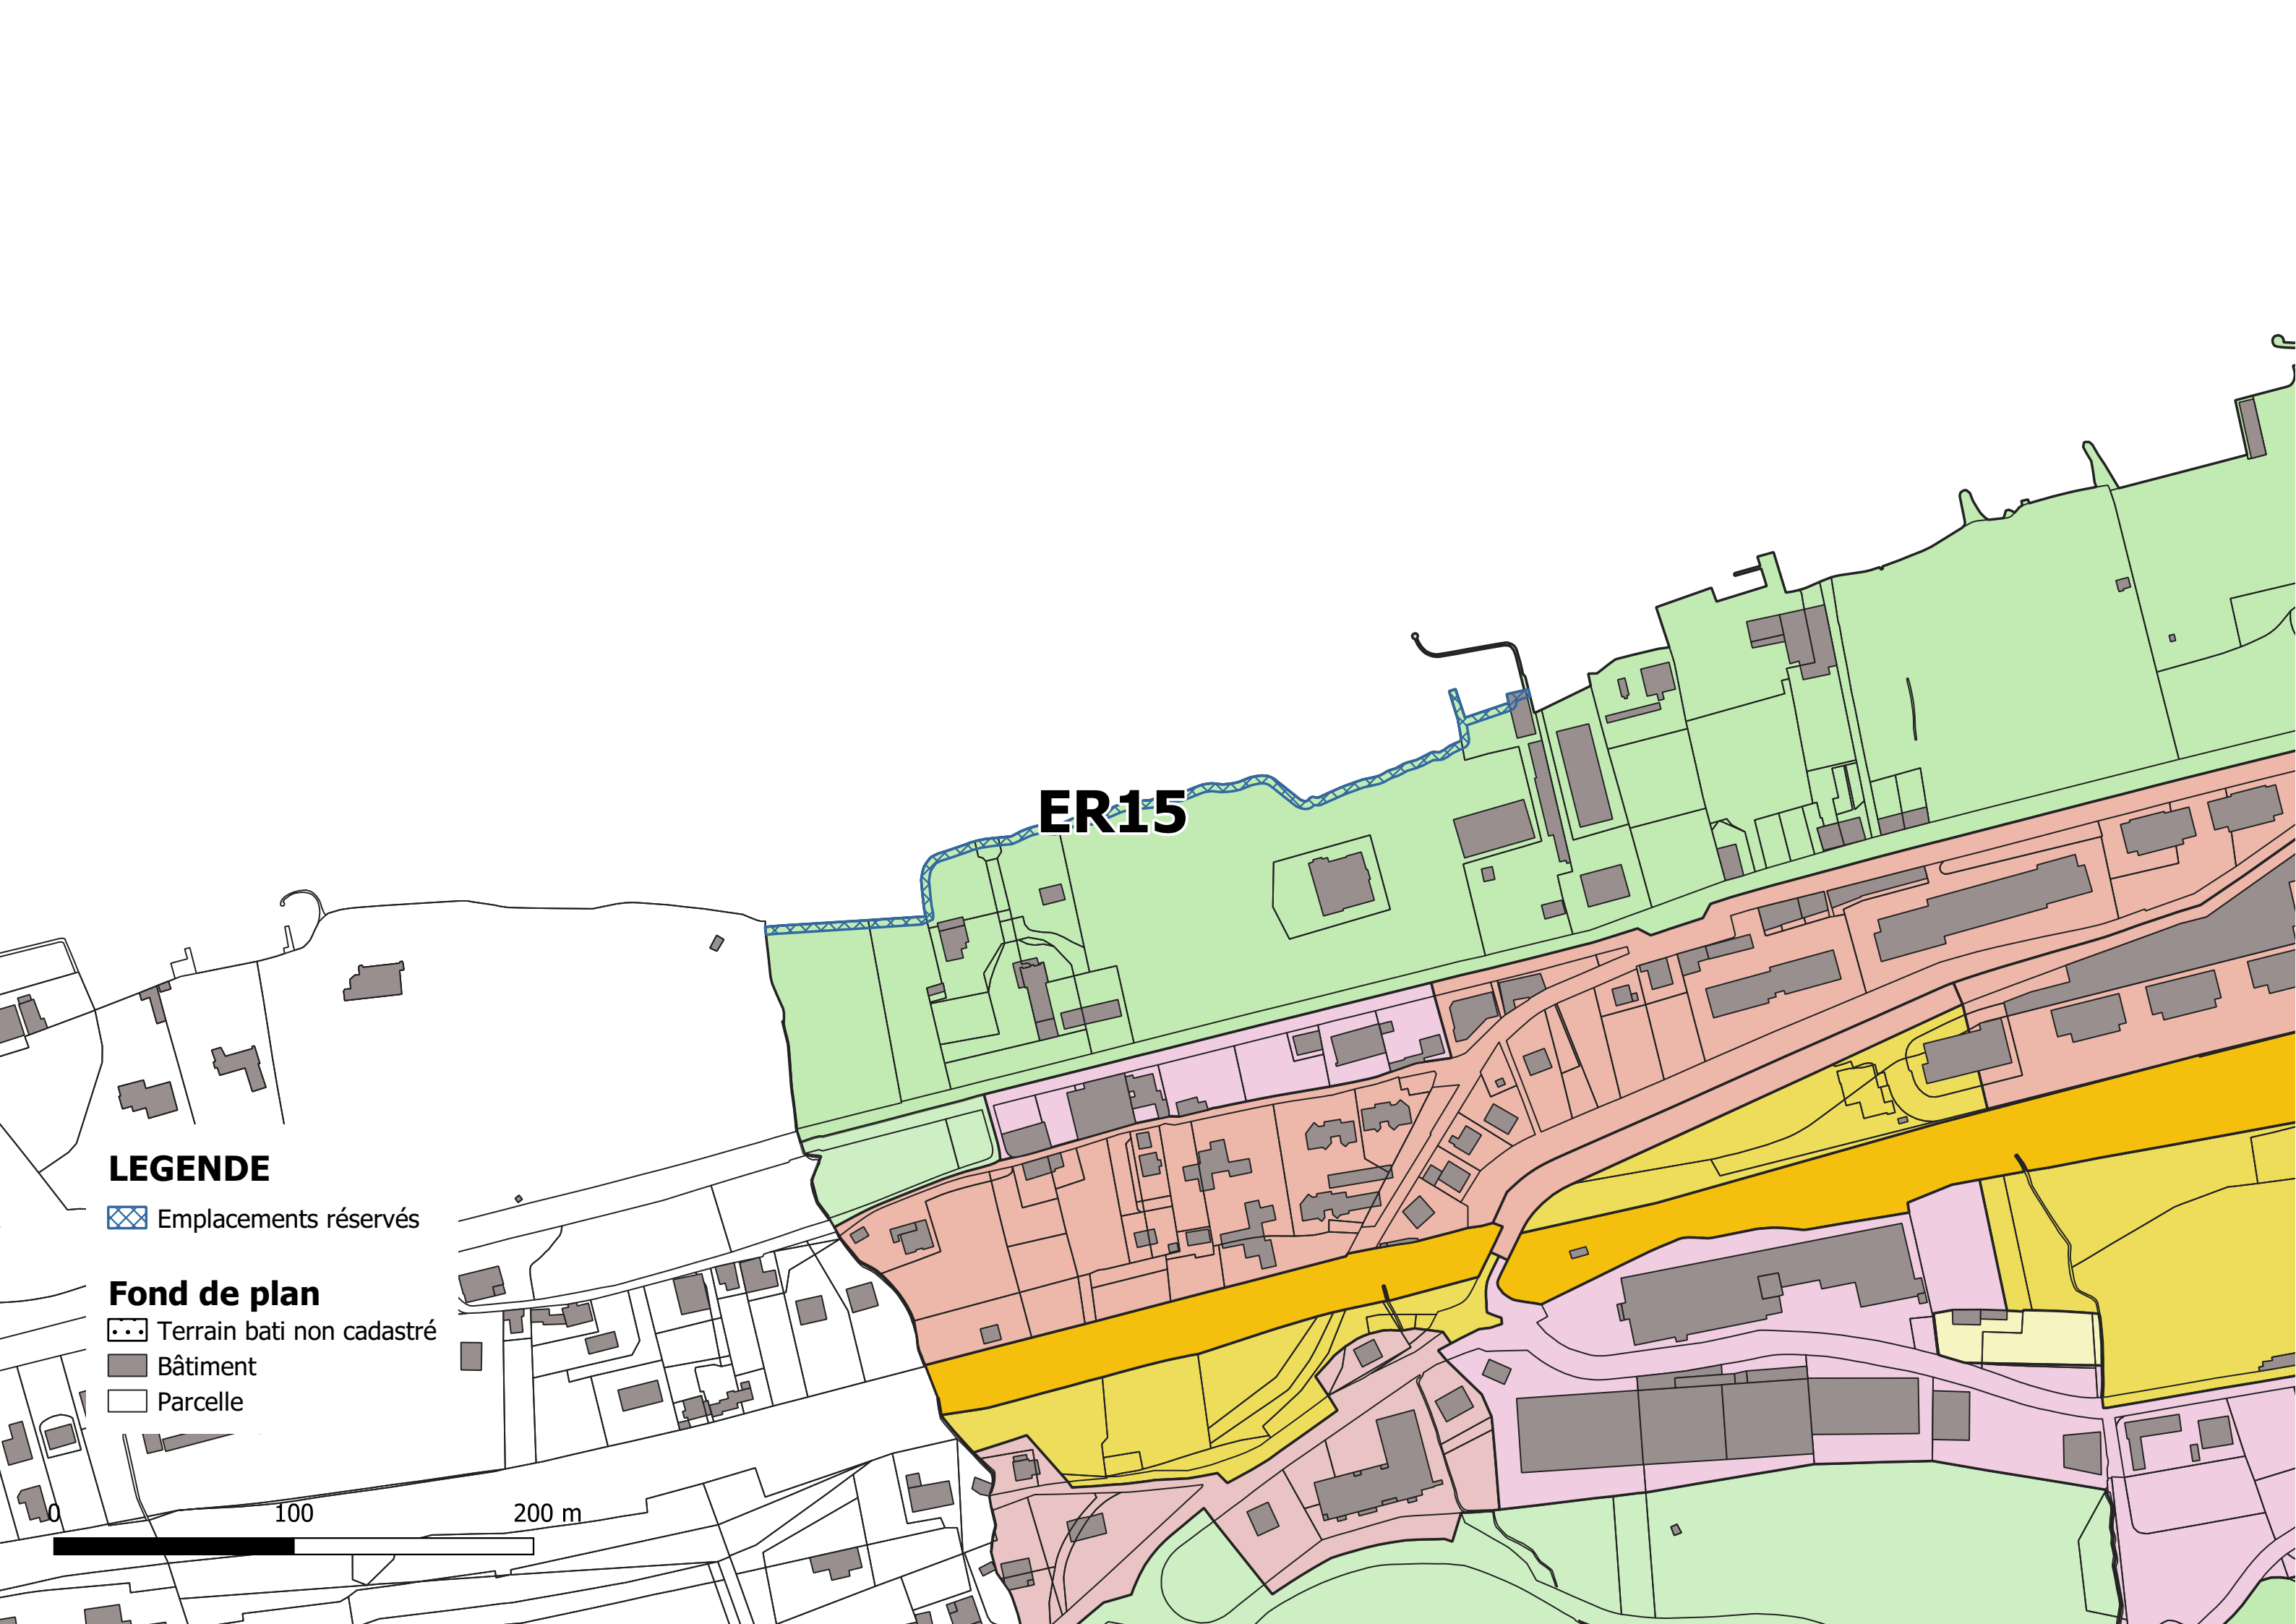 ER15
LEGENDE
Emplacements réservés
Fond de plan
Terrain bati non cadastré
Bâtiment
Parcelle
0 100 200 m